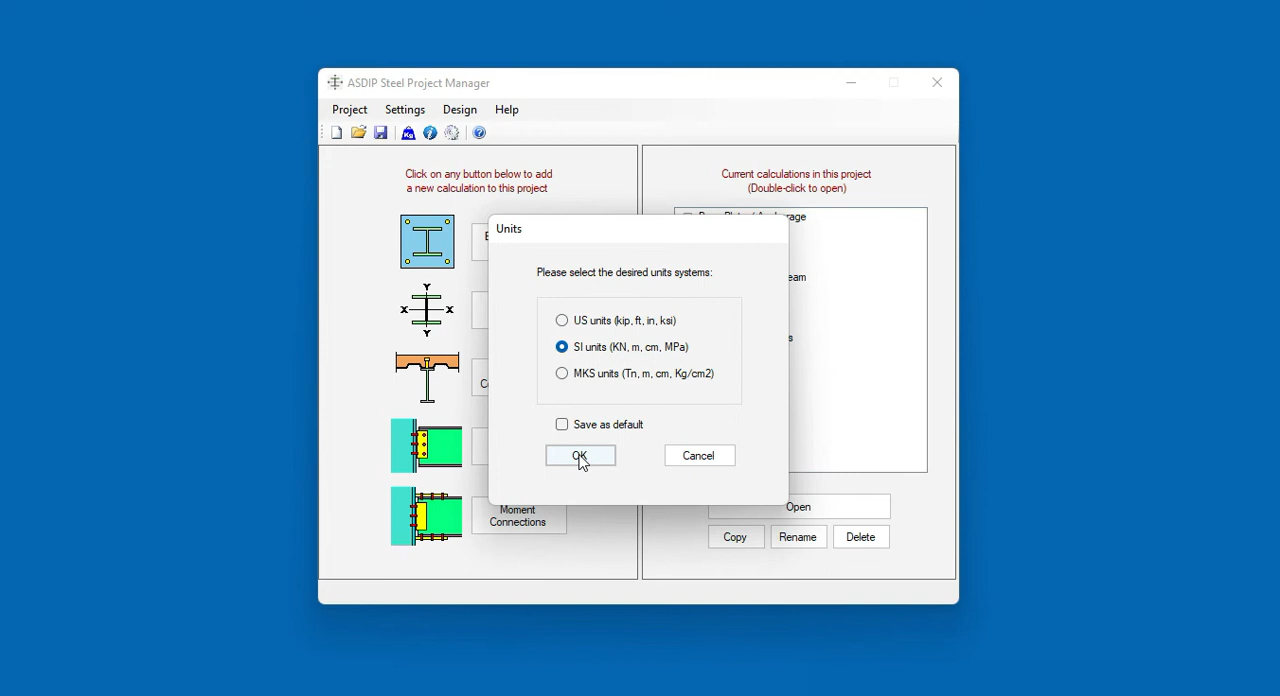 ASDIP Steel Project Manager
Project Settings Design Help
Kg
Click on any button below to add
a new calculation to this project
Current calculations in this project
(Double-click to open)
Y
X X
Y
Units
Please select the desired units systems:
US units (kip, ft, in, ksi)
SI units (KN, m, cm, MPa)
MKS units (Tn, m, cm, Kg/cm2)
Save as default
OK Cancel
Moment
Connections
Open
Copy Rename Delete